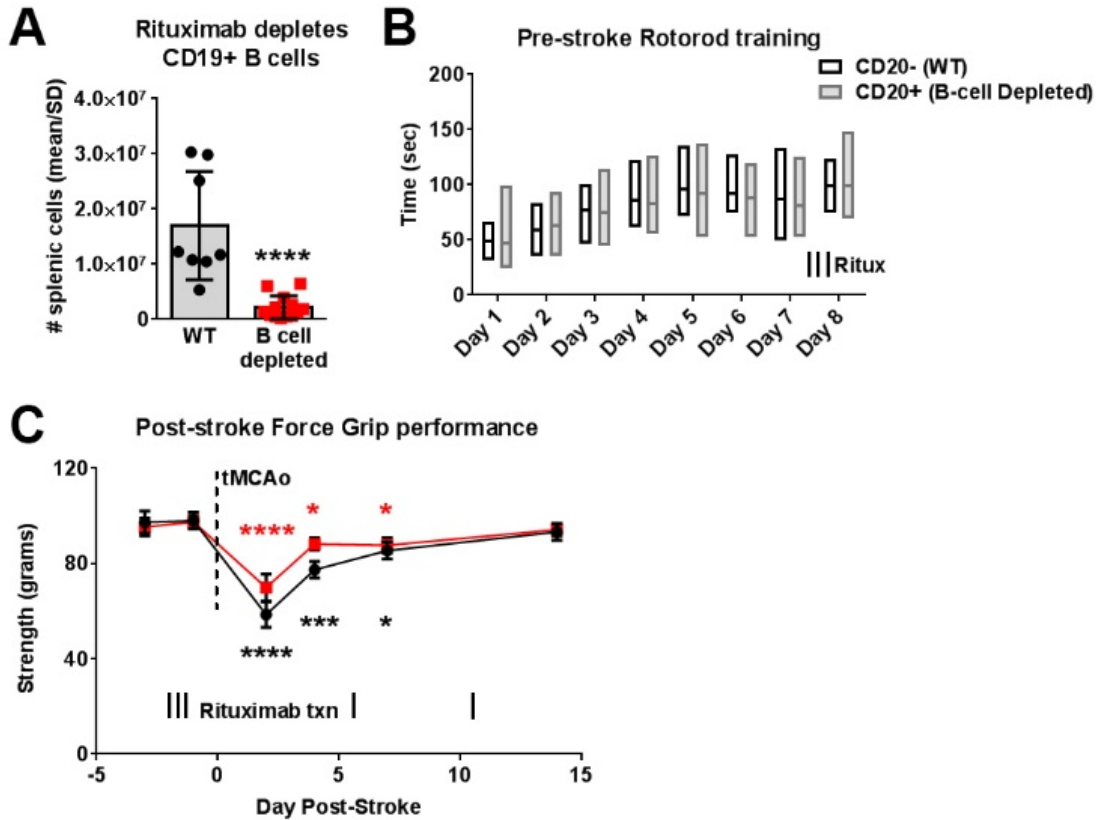 A
Rituximab depletes
CD19+ B cells
# splenic cells (mean/SD)
4.0×10⁷
3.0×10⁷
2.0×10⁷
1.0×10⁷
0
****
WT
B cell
depleted
B
Pre-stroke Rotorod training
CD20- (WT)
CD20+ (B-cell Depleted)
Time (sec)
200
150
100
50
0
Ritux
Day 1
Day 2
Day 3
Day 4
Day 5
Day 6
Day 7
Day 8
C
Post-stroke Force Grip performance
Strength (grams)
120
80
40
0
tMCAo
**** * *
*** *
****
Rituximab txn
-5 0 5 10 15
Day Post-Stroke